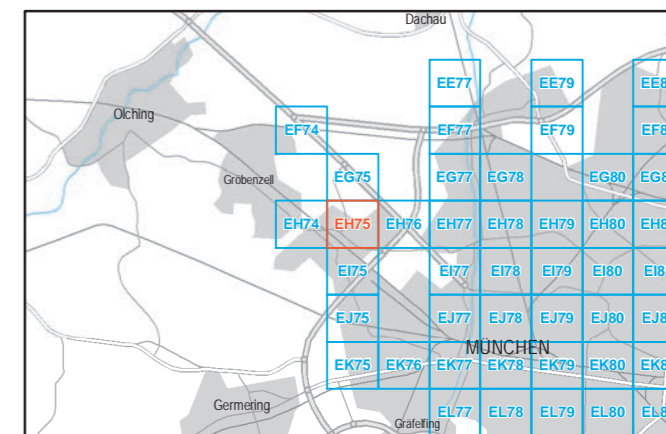 Dachau
EE77 EE79 EE8
Olching
EF74 EF77 EF79 EF8
Gröbenzell EG75 EG77 EG78 EG80 EG8
EH74 EH75 EH76 EH77 EH78 EH79 EH80 EH8
EI75 EI77 EI78 EI79 EI80 EI8
EJ75 EJ77 EJ78 EJ79 EJ80 EJ8
MÜNCHEN
EK75 EK76 EK77 EK78 EK79 EK80 EK8
Germering
EL77 EL78 EL79 EL80 EL8
Gräfelfing